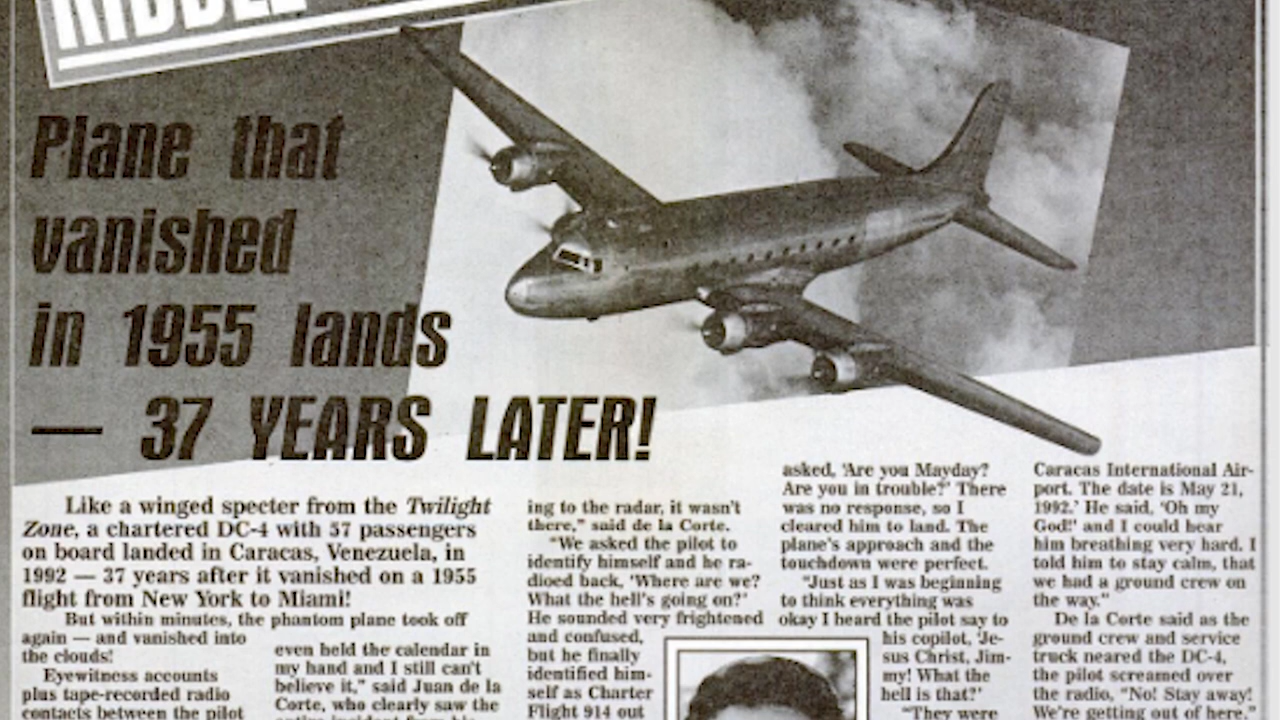 RIDDLE
Plane that
vanished
in 1955 lands
— 37 YEARS LATER!
Like a winged specter from the Twilight
Zone, a chartered DC-4 with 57 passengers
on board landed in Caracas, Venezuela, in
1992 — 37 years after it vanished on a 1955
flight from New York to Miami!
But within minutes, the phantom plane took off
again — and vanished into
the clouds!
Eyewitness accounts
plus tape-recorded radio
contacts between the pilot
even held the calendar in
my hand and I still can't
believe it," said Juan de la
Corte, who clearly saw the
entire incident from his
ing to the radar, it wasn't
there," said de la Corte.
"We asked the pilot to
identify himself and he ra-
dioed back, 'Where are we?
What the hell's going on?'
He sounded very frightened
and confused,
but he finally
identified him-
self as Charter
Flight 914 out
asked, 'Are you Mayday?
Are you in trouble?' There
was no response, so I
cleared him to land. The
plane's approach and the
touchdown were perfect.
"Just as I was beginning
to think everything was
okay I heard the pilot say to
his copilot, 'Je-
sus Christ, Jim-
my! What the
hell is that?'
"They were
Caracas International Air-
port. The date is May 21,
1992.' He said, 'Oh my
God!' and I could hear
him breathing very hard. I
told him to stay calm, that
we had a ground crew on
the way."
De la Corte said as the
ground crew and service
truck neared the DC-4,
the pilot screamed over
the radio, "No! Stay away!
We're getting out of here."